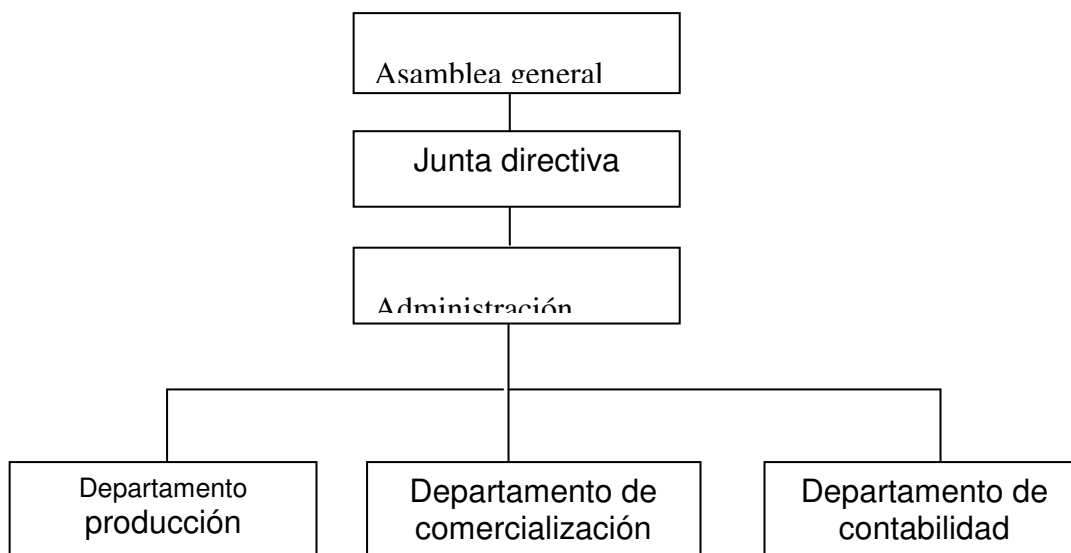 Asamblea general
Junta directiva
Administración
Departamento
producción
Departamento de
comercialización
Departamento de
contabilidad